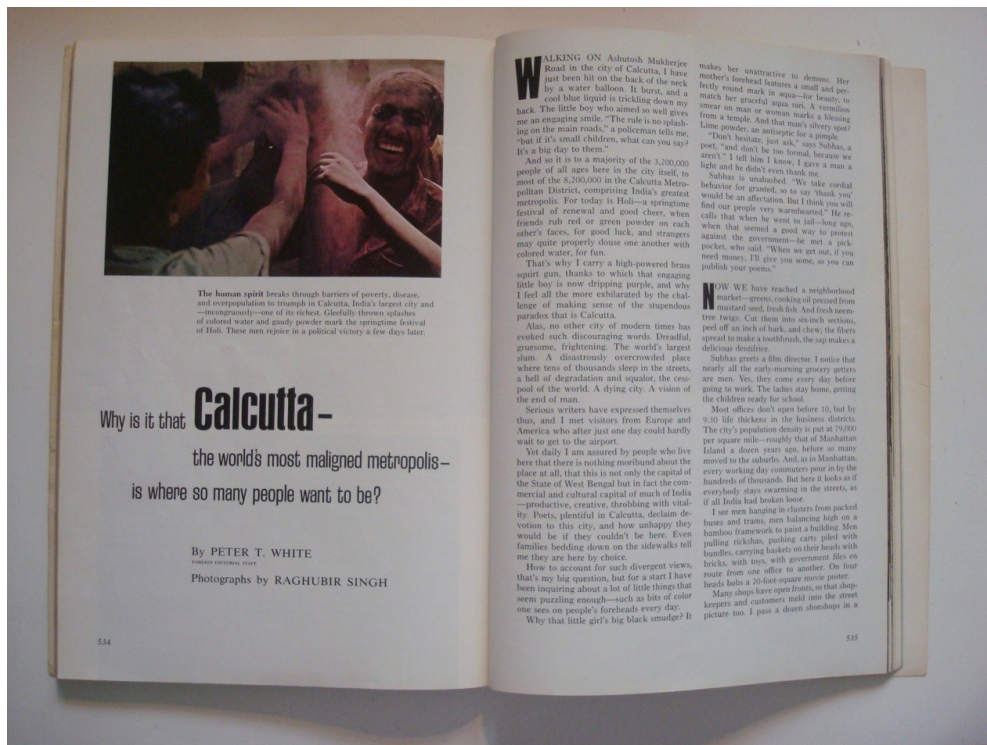 The human spirit breaks through barriers of poverty, disease,
and overpopulation to triumph in Calcutta, India's largest city and
—incongruously—one of its richest. Gleefully thrown splashes
of colored water and gaudy powder mark the springtime festival
of Holi. These men rejoice in a political victory a few days later.
Why is it that Calcutta–
the world's most maligned metropolis–
is where so many people want to be?
By PETER T. WHITE
FOREIGN EDITORIAL STAFF
Photographs by RAGHUBIR SINGH
534
WALKING ON Ashutosh Mukherjee
Road in the city of Calcutta, I have
just been hit on the back of the neck
by a water balloon. It burst, and a
cool blue liquid is trickling down my
back. The little boy who aimed so well gives
me an engaging smile. "The rule is no splash-
ing on the main roads," a policeman tells me,
"but if it's small children, what can you say?
It's a big day to them."
And so it is to a majority of the 3,200,000
people of all ages here in the city itself, to
most of the 8,200,000 in the Calcutta Metro-
politan District, comprising India's greatest
metropolis. For today is Holi—a springtime
festival of renewal and good cheer, when
friends rub red or green powder on each
other's faces, for good luck, and strangers
may quite properly douse one another with
colored water, for fun.
That's why I carry a high-powered brass
squirt gun, thanks to which that engaging
little boy is now dripping purple, and why
I feel all the more exhilarated by the chal-
lenge of making sense of the stupendous
paradox that is Calcutta.
Alas, no other city of modern times has
evoked such discouraging words. Dreadful,
gruesome, frightening. The world's largest
slum. A disastrously overcrowded place
where tens of thousands sleep in the streets,
a hell of degradation and squalor, the cess-
pool of the world. A dying city. A vision of
the end of man.
Serious writers have expressed themselves
thus, and I met visitors from Europe and
America who after just one day could hardly
wait to get to the airport.
Yet daily I am assured by people who live
here that there is nothing moribund about the
place at all, that this is not only the capital of
the State of West Bengal but in fact the com-
mercial and cultural capital of much of India
—productive, creative, throbbing with vital-
ity. Poets, plentiful in Calcutta, declaim de-
votion to this city, and how unhappy they
would be if they couldn't be here. Even
families bedding down on the sidewalks tell
me they are here by choice.
How to account for such divergent views,
that's my big question, but for a start I have
been inquiring about a lot of little things that
seem puzzling enough—such as bits of color
one sees on people's foreheads every day.
Why that little girl's big black smudge? It
makes her unattractive to demons. Her
mother's forehead features a small and per-
fectly round mark in aqua—for beauty, to
match her graceful aqua sari. A vermilion
smear on man or woman marks a blessing
from a temple. And that man's silvery spot?
Lime powder, an antiseptic for a pimple.
"Don't hesitate, just ask," says Subhas, a
poet, "and don't be too formal, because we
aren't." I tell him I know, I gave a man a
light and he didn't even thank me.
Subhas is unabashed. "We take cordial
behavior for granted, so to say 'thank you'
would be an affectation. But I think you will
find our people very warmhearted." He re-
calls that when he went to jail—long ago,
when that seemed a good way to protest
against the government—he met a pick-
pocket, who said, "When we get out, if you
need money, I'll give you some, so you can
publish your poems."
NOW WE have reached a neighborhood
market—greens, cooking oil pressed from
mustard seed, fresh fish. And fresh neem-
tree twigs: Cut them into six-inch sections,
peel off an inch of bark, and chew; the fibers
spread to make a toothbrush, the sap makes a
delicious dentifrice.
Subhas greets a film director. I notice that
nearly all the early-morning grocery getters
are men. Yes, they come every day before
going to work. The ladies stay home, getting
the children ready for school.
Most offices don't open before 10, but by
9:30 life thickens in the business districts.
The city's population density is put at 79,000
per square mile—roughly that of Manhattan
Island a dozen years ago, before so many
moved to the suburbs. And, as in Manhattan,
every working day commuters pour in by the
hundreds of thousands. But here it looks as if
everybody stays swarming in the streets, as
if all India had broken loose.
I see men hanging in clusters from packed
buses and trams, men balancing high on a
bamboo framework to paint a building. Men
pulling rickshas, pushing carts piled with
bundles, carrying baskets on their heads with
bricks, with toys, with government files en
route from one office to another. On four
heads bobs a 20-foot-square movie poster.
Many shops have open fronts, so that shop-
keepers and customers meld into the street
picture too. I pass a dozen shoeshops in a
535